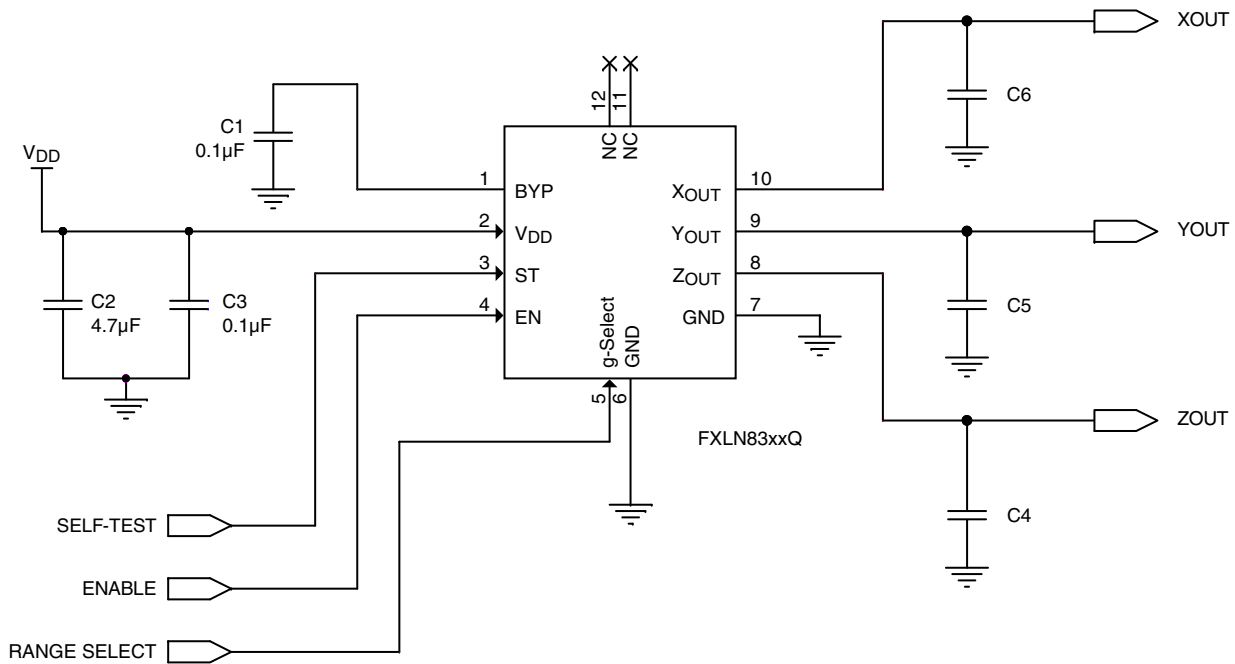 XOUT
C6
12
11
NC
NC
C1
0.1µF
VDD
1
BYP
XOUT
10
2
VDD
YOUT
9
YOUT
3
ST
ZOUT
8
C2
4.7µF
C3
0.1µF
4
EN
GND
7
C5
g-Select
GND
5
6
ZOUT
FXLN83xxQ
SELF-TEST
C4
ENABLE
RANGE SELECT